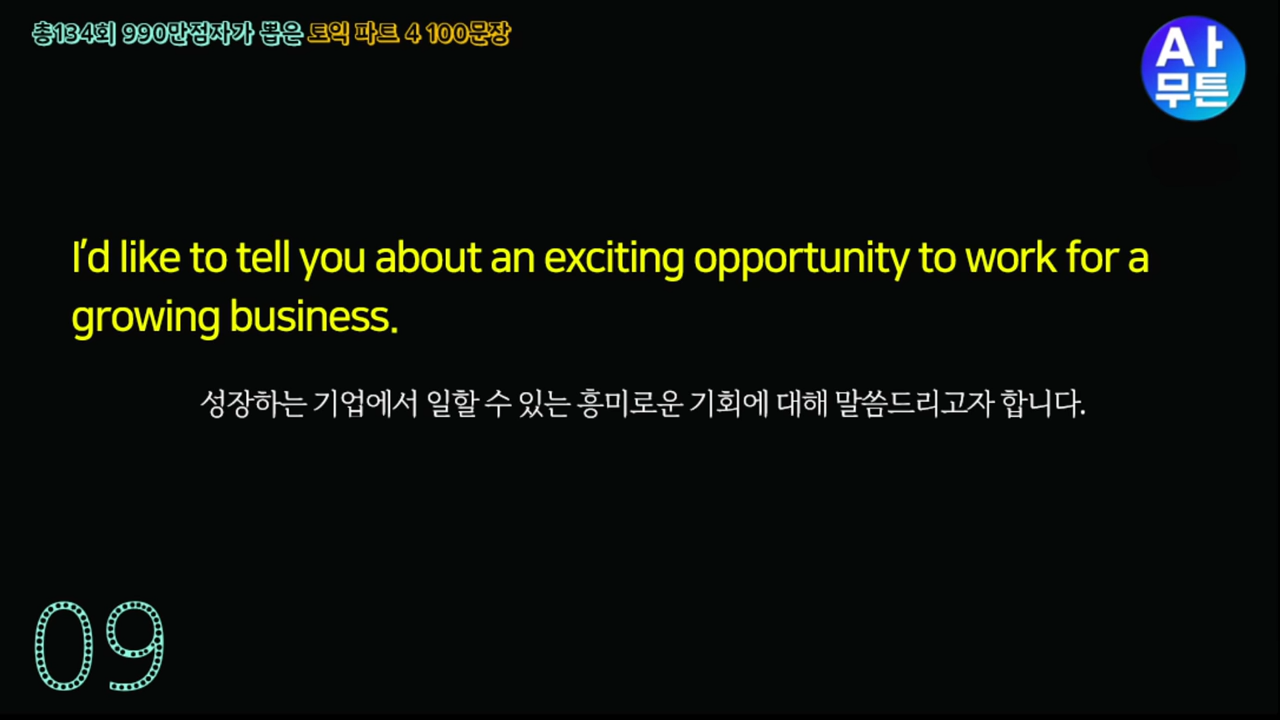 총134회 990만점자가 뽑은 토익 파트 4 100문장
A ㅏ
무튼
I'd like to tell you about an exciting opportunity to work for a
growing business.
성장하는 기업에서 일할 수 있는 흥미로운 기회에 대해 말씀드리고자 합니다.
09